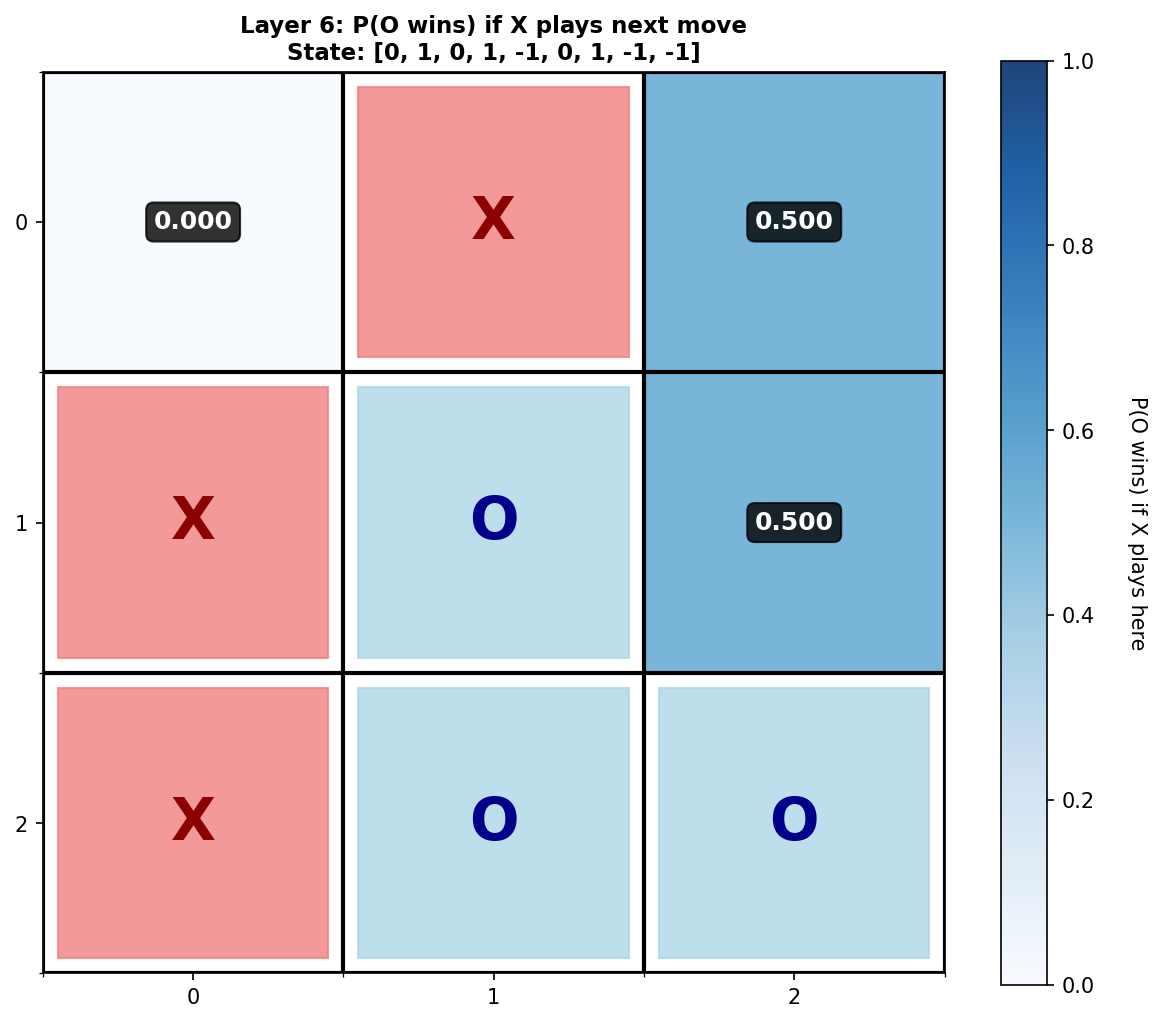 Layer 6: P(O wins) if X plays next move
State: [0, 1, 0, 1, -1, 0, 1, -1, -1]
0.000 X 0.500
X O 0.500
X O O
0
1
2
0 1 2
1.0
0.8
0.6
0.4
0.2
0.0
P(O wins) if X plays here